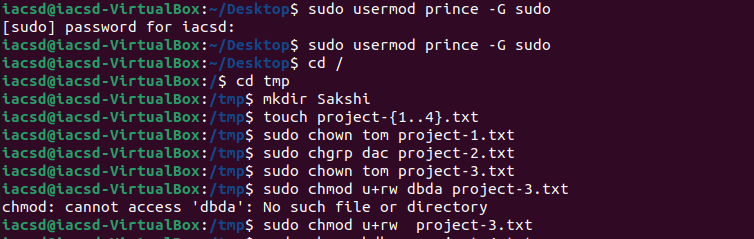 iacsd@iacsd-VirtualBox:~/Desktop$ sudo usermod prince -G sudo
[sudo] password for iacsd:
iacsd@iacsd-VirtualBox:~/Desktop$ sudo usermod prince -G sudo
iacsd@iacsd-VirtualBox:~/Desktop$ cd /
iacsd@iacsd-VirtualBox:/$ cd tmp
iacsd@iacsd-VirtualBox:/tmp$ mkdir Sakshi
iacsd@iacsd-VirtualBox:/tmp$ touch project-{1..4}.txt
iacsd@iacsd-VirtualBox:/tmp$ sudo chown tom project-1.txt
iacsd@iacsd-VirtualBox:/tmp$ sudo chgrp dac project-2.txt
iacsd@iacsd-VirtualBox:/tmp$ sudo chown tom project-3.txt
iacsd@iacsd-VirtualBox:/tmp$ sudo chmod u+rw dbda project-3.txt
chmod: cannot access 'dbda': No such file or directory
iacsd@iacsd-VirtualBox:/tmp$ sudo chmod u+rw  project-3.txt